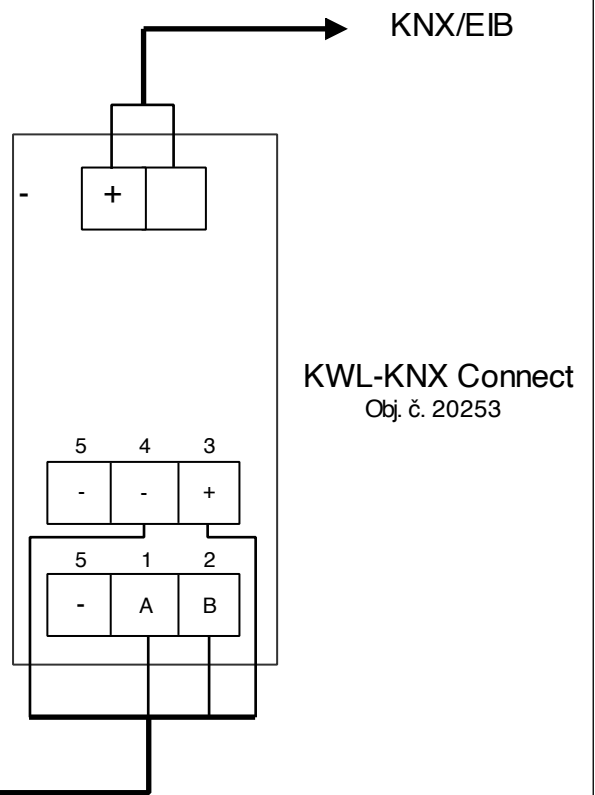 KNX/EIB
- +
KWL-KNX Connect
Obj. č. 20253
5 4 3
- - +
5 1 2
- A B